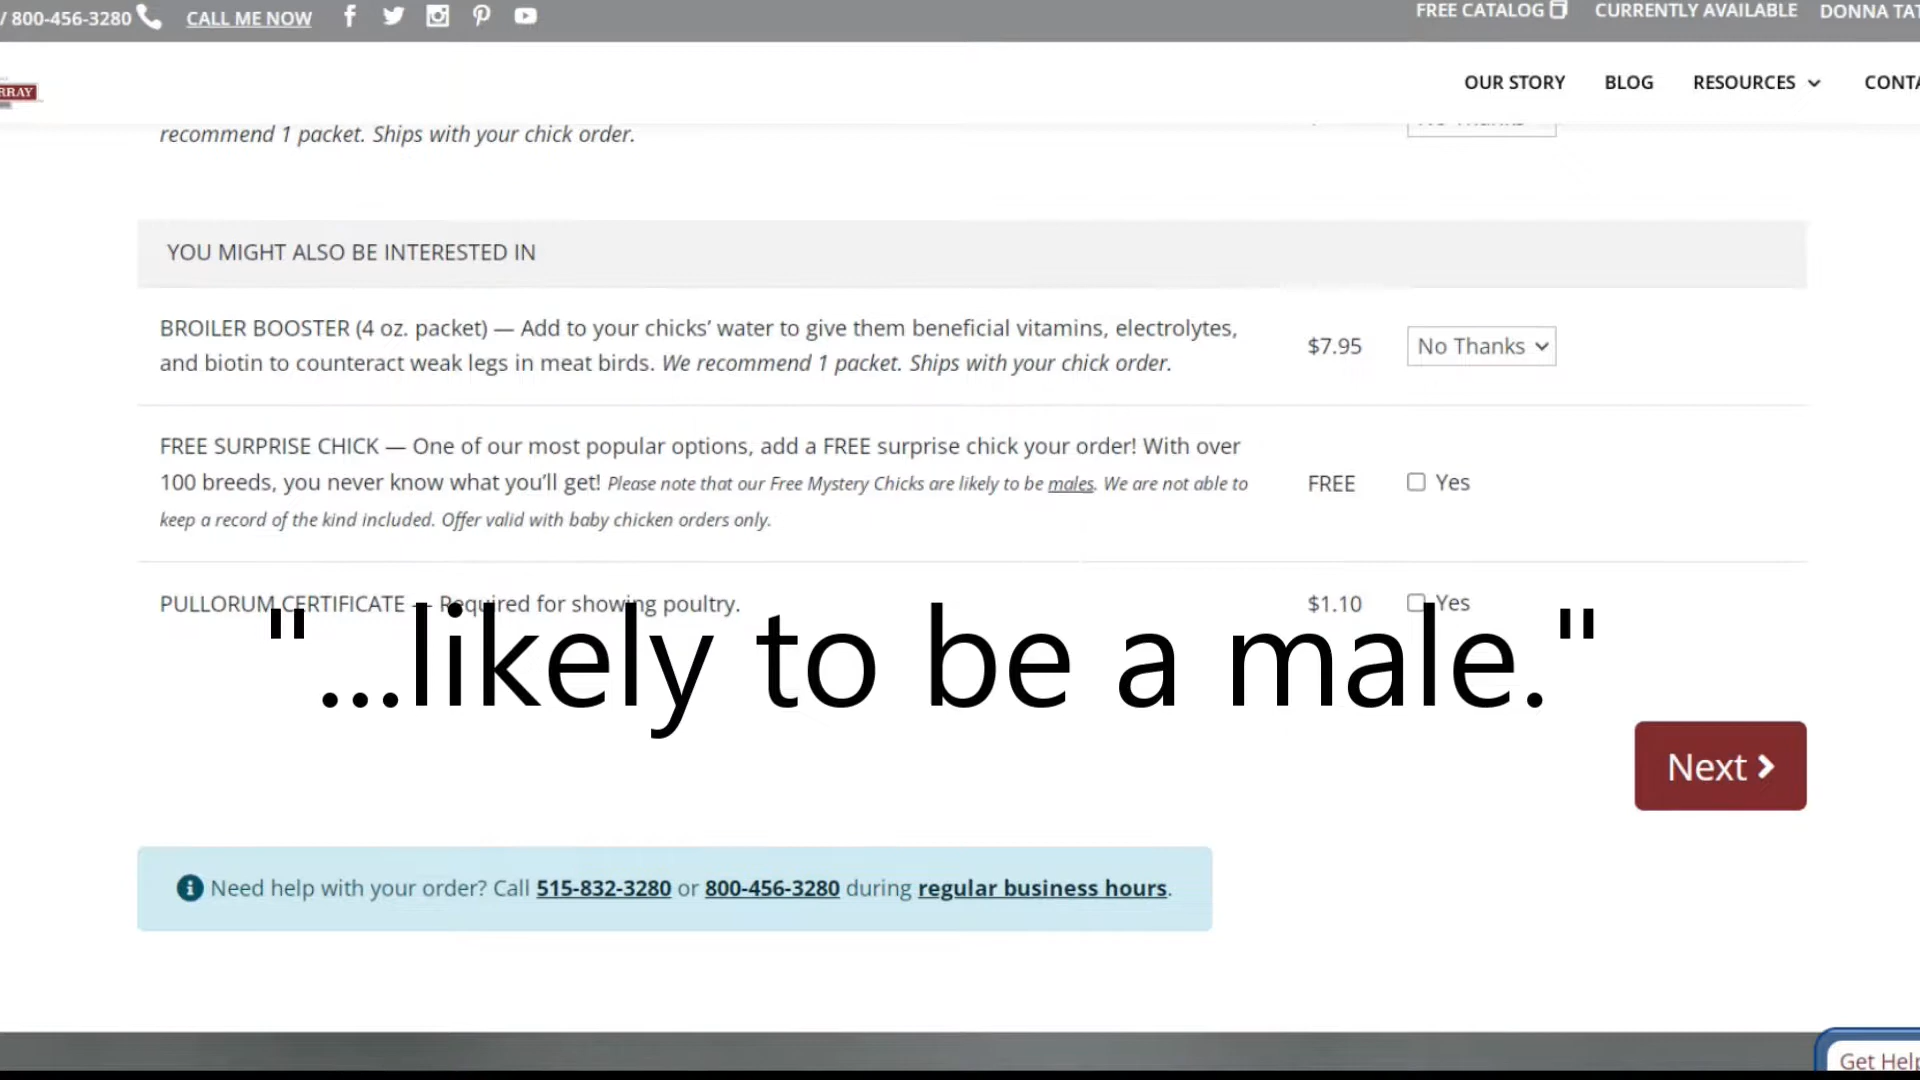 / 800-456-3280
CALL ME NOW
FREE CATALOG
CURRENTLY AVAILABLE
DONNA TAT
RRAY
OUR STORY
BLOG
RESOURCES
CONTA
recommend 1 packet. Ships with your chick order.
YOU MIGHT ALSO BE INTERESTED IN
BROILER BOOSTER (4 oz. packet) — Add to your chicks’ water to give them beneficial vitamins, electrolytes,
and biotin to counteract weak legs in meat birds. We recommend 1 packet. Ships with your chick order.
$7.95
No Thanks
FREE SURPRISE CHICK — One of our most popular options, add a FREE surprise chick your order! With over
100 breeds, you never know what you’ll get! Please note that our Free Mystery Chicks are likely to be males. We are not able to
keep a record of the kind included. Offer valid with baby chicken orders only.
FREE
Yes
PULLORUM CERTIFICATE — Required for showing poultry.
$1.10
Yes
"...likely to be a male."
Next
Need help with your order? Call 515-832-3280 or 800-456-3280 during regular business hours.
Get Help